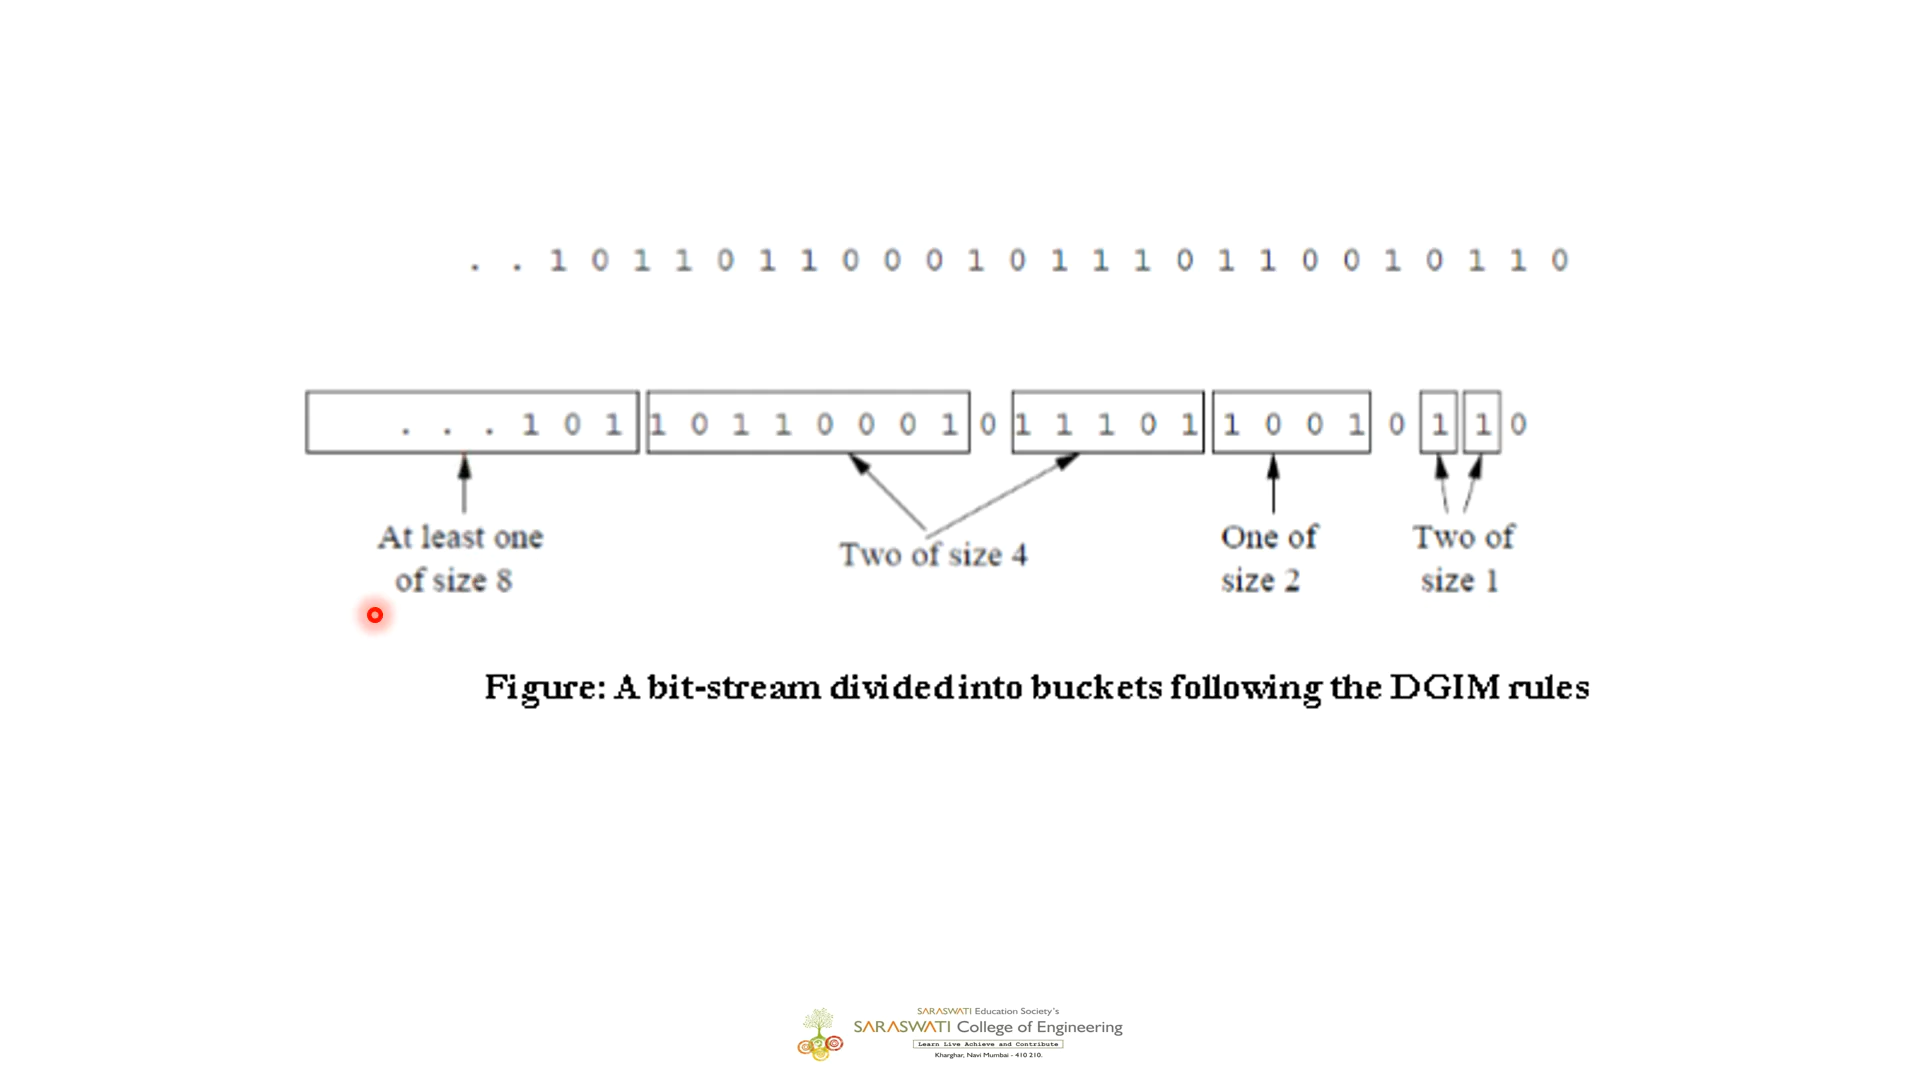 . . 1 0 1 1 0 1 1 0 0 0 1 0 1 1 1 0 1 1 0 0 1 0 1 1 0
. . . 1 0 1 1 0 1 1 0 0 0 1 0 1 1 1 0 1 1 0 0 1 0 1 1 0
At least one
of size 8
Two of size 4
One of
size 2
Two of
size 1
Figure: A bit-stream divided into buckets following the DGIM rules
SARASWATI Education Society's
SARASWATI College of Engineering
Learn Live Achieve and Contribute
Kharghar, Navi Mumbai - 410 210.